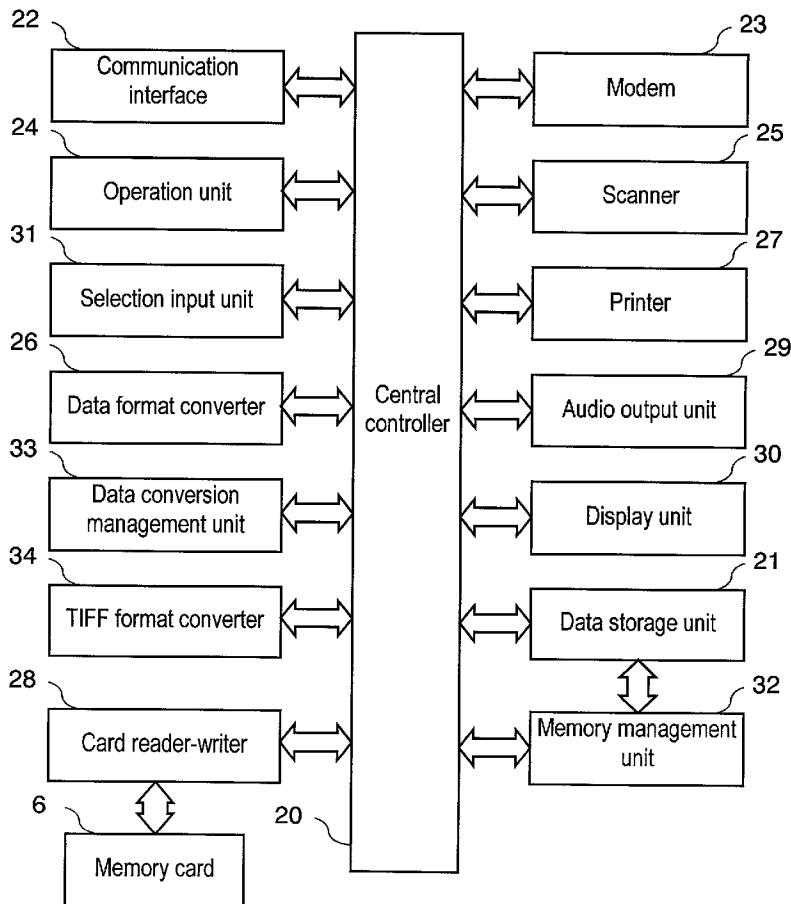 22
23
Communication
interface
Modem
24
25
Operation unit
Scanner
31
27
Selection input unit
Printer
26
29
Data format converter
Central
controller
Audio output unit
33
30
Data conversion
management unit
Display unit
34
21
TIFF format converter
Data storage unit
28
32
Card reader-writer
Memory management
unit
6
20
Memory card